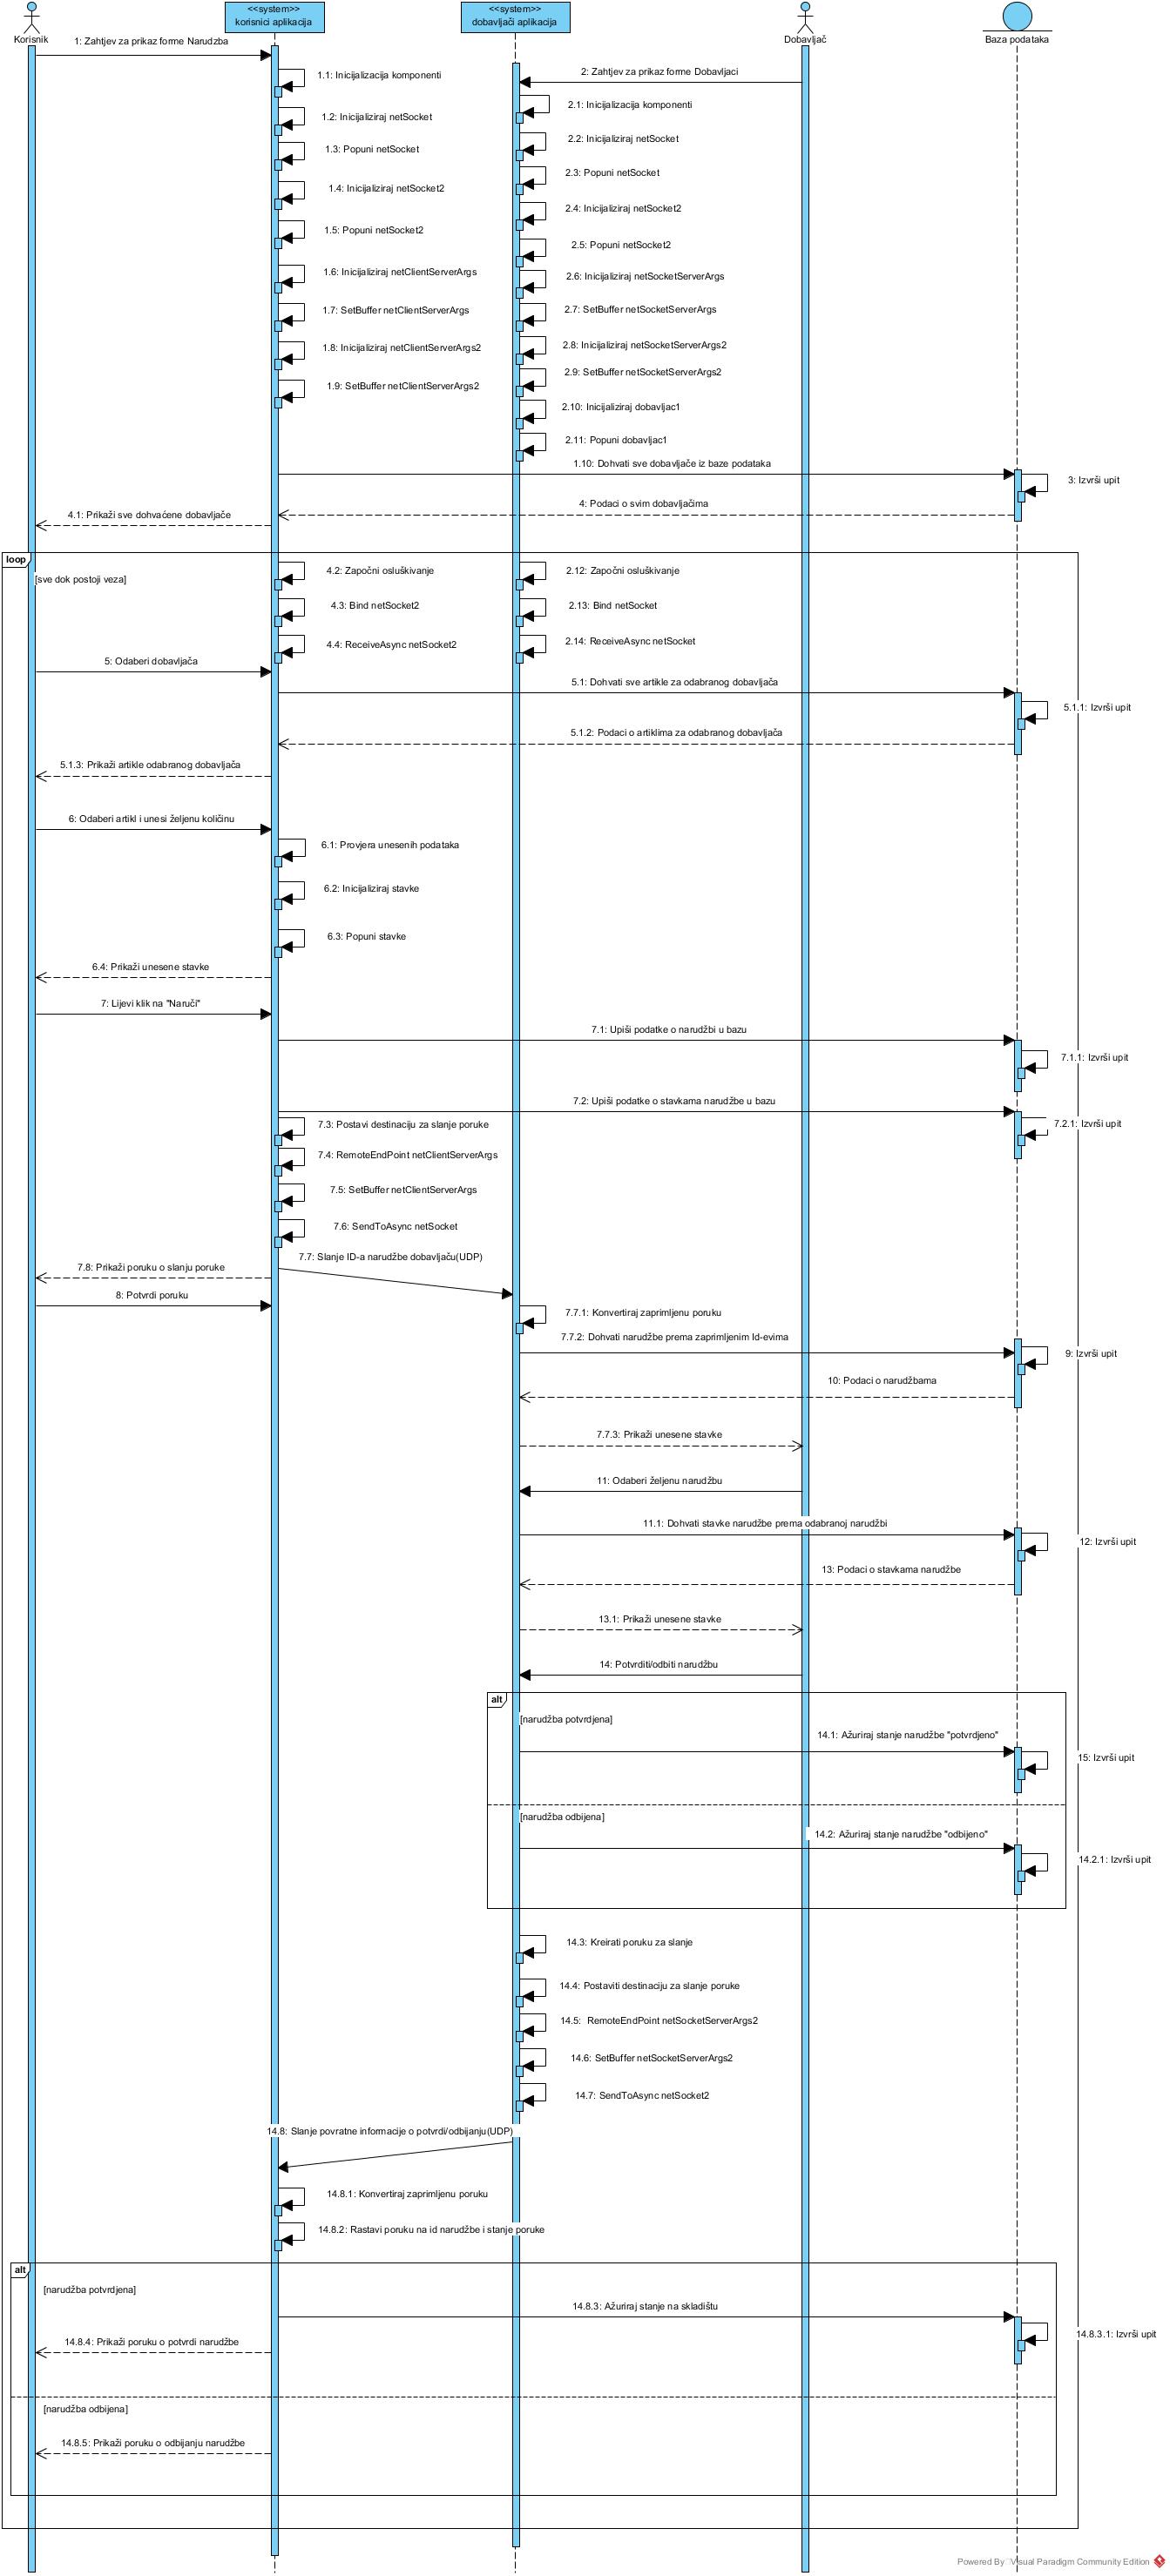 <<system>>
korisnici aplikacija
<<system>>
dobavljači aplikacija
Korisnik
Dobavljač
Baza podataka
1: Zahtjev za prikaz forme Narudzba
2: Zahtjev za prikaz forme Dobavljaci
1.1: Inicijalizacija komponenti
2.1: Inicijalizacija komponenti
1.2: Inicijaliziraj netSocket
2.2: Inicijaliziraj netSocket
1.3: Popuni netSocket
2.3: Popuni netSocket
1.4: Inicijaliziraj netSocket2
2.4: Inicijaliziraj netSocket2
1.5: Popuni netSocket2
2.5: Popuni netSocket2
1.6: Inicijaliziraj netClientServerArgs
2.6: Inicijaliziraj netSocketServerArgs
1.7: SetBuffer netClientServerArgs
2.7: SetBuffer netSocketServerArgs
1.8: Inicijaliziraj netClientServerArgs2
2.8: Inicijaliziraj netSocketServerArgs2
2.9: SetBuffer netSocketServerArgs2
1.9: SetBuffer netClientServerArgs2
2.10: Inicijaliziraj dobavljac1
2.11: Popuni dobavljac1
1.10: Dohvati sve dobavljače iz baze podataka
3: Izvrši upit
4: Podaci o svim dobavljačima
4.1: Prikaži sve dohvaćene dobavljače
loop
[sve dok postoji veza]
4.2: Započni osluškivanje
2.12: Započni osluškivanje
4.3: Bind netSocket2
2.13: Bind netSocket
4.4: ReceiveAsync netSocket2
2.14: ReceiveAsync netSocket
5: Odaberi dobavljača
5.1: Dohvati sve artikle za odabranog dobavljača
5.1.1: Izvrši upit
5.1.2: Podaci o artiklima za odabranog dobavljača
5.1.3: Prikaži artikle odabranog dobavljača
6: Odaberi artikl i unesi željenu količinu
6.1: Provjera unesenih podataka
6.2: Inicijaliziraj stavke
6.3: Popuni stavke
6.4: Prikaži unesene stavke
7: Lijevi klik na "Naruči"
7.1: Upiši podatke o narudžbi u bazu
7.1.1: Izvrši upit
7.2: Upiši podatke o stavkama narudžbe u bazu
7.2.1: Izvrši upit
7.3: Postavi destinaciju za slanje poruke
7.4: RemoteEndPoint netClientServerArgs
7.5: SetBuffer netClientServerArgs
7.6: SendToAsync netSocket
7.7: Slanje ID-a narudžbe dobavljaču(UDP)
7.8: Prikaži poruku o slanju poruke
8: Potvrdi poruku
7.7.1: Konvertiraj zaprimljenu poruku
7.7.2: Dohvati narudžbe prema zaprimljenim Id-evima
9: Izvrši upit
10: Podaci o narudžbama
7.7.3: Prikaži unesene stavke
11: Odaberi željenu narudžbu
11.1: Dohvati stavke narudžbe prema odabranoj narudžbi
12: Izvrši upit
13: Podaci o stavkama narudžbe
13.1: Prikaži unesene stavke
14: Potvrditi/odbiti narudžbu
alt
[narudžba potvrdjena]
14.1: Ažuriraj stanje narudžbe "potvrdjeno"
15: Izvrši upit
[narudžba odbijena]
14.2: Ažuriraj stanje narudžbe "odbijeno"
14.2.1: Izvrši upit
14.3: Kreirati poruku za slanje
14.4: Postaviti destinaciju za slanje poruke
14.5: RemoteEndPoint netSocketServerArgs2
14.6: SetBuffer netSocketServerArgs2
14.7: SendToAsync netSocket2
14.8: Slanje povratne informacije o potvrdi/odbijanju(UDP)
14.8.1: Konvertiraj zaprimljenu poruku
14.8.2: Rastavi poruku na id narudžbe i stanje poruke
alt
[narudžba potvrdjena]
14.8.3: Ažuriraj stanje na skladištu
14.8.3.1: Izvrši upit
14.8.4: Prikaži poruku o potvrdi narudžbe
[narudžba odbijena]
14.8.5: Prikaži poruku o odbijanju narudžbe
Powered By Visual Paradigm Community Edition